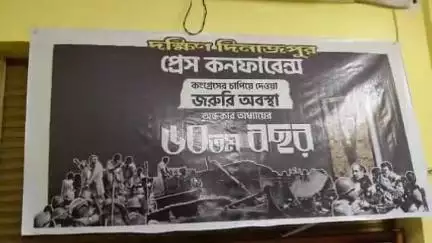 দক্ষিণ দিনাজপুর
প্রেস কনফারেন্স
কংগ্রেসের চাপিয়ে দেওয়া
জরুরি অবস্থা
অন্ধকার অধ্যায়ের
৫০তম বছর